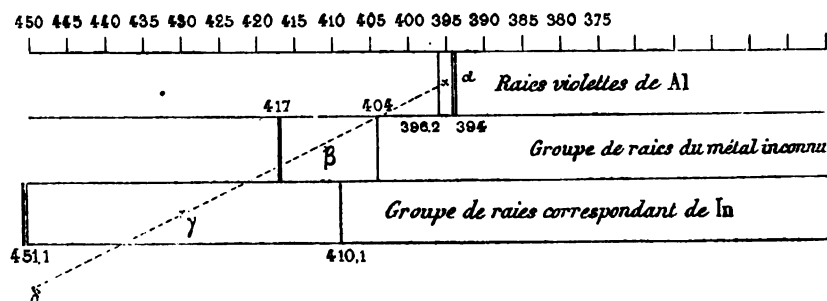 450 445 440 435 430 425 420 415 405 400 395 390 385 380 375
α Raies violettes de Al
417 404 396,2 394
β Groupe de raies du métal inconnu
γ Groupe de raies correspondant de In
451,1 410,1
δ